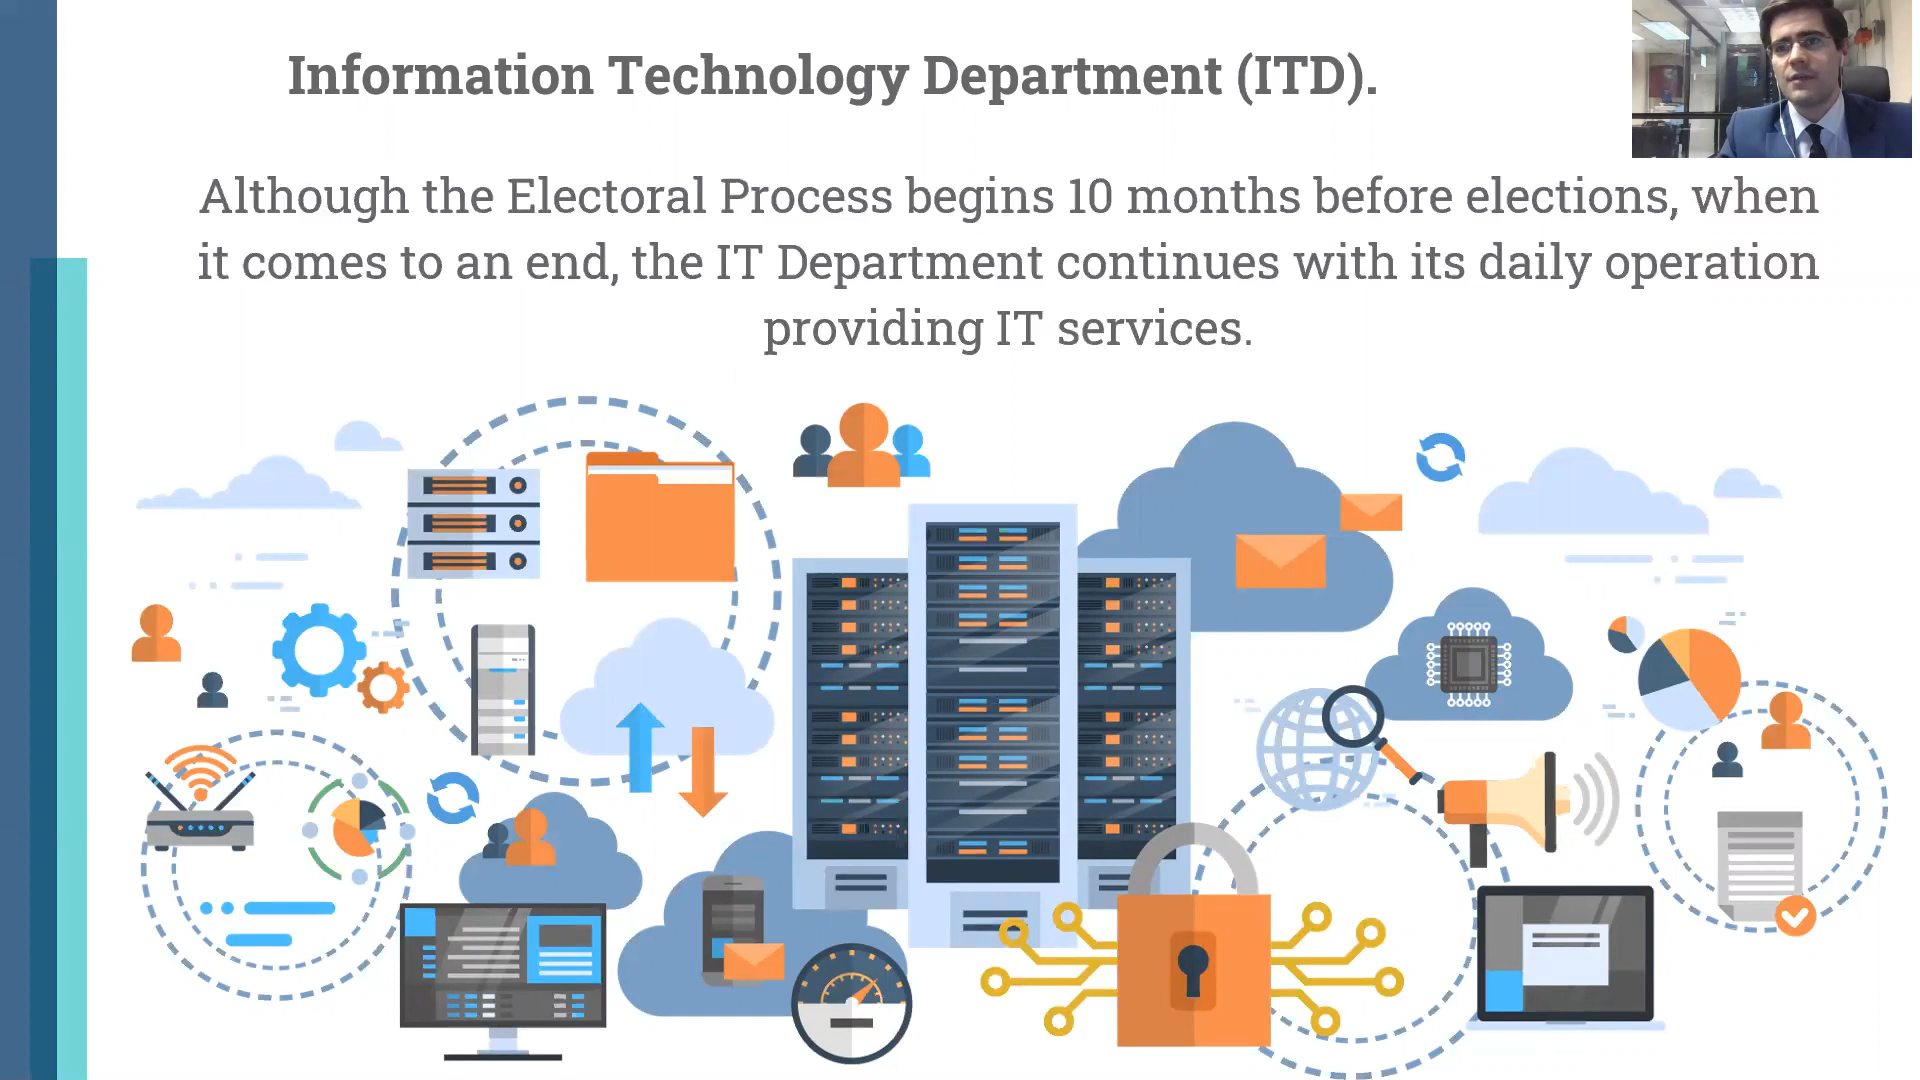 Information Technology Department (ITD).
Although the Electoral Process begins 10 months before elections, when
it comes to an end, the IT Department continues with its daily operation
providing IT services.